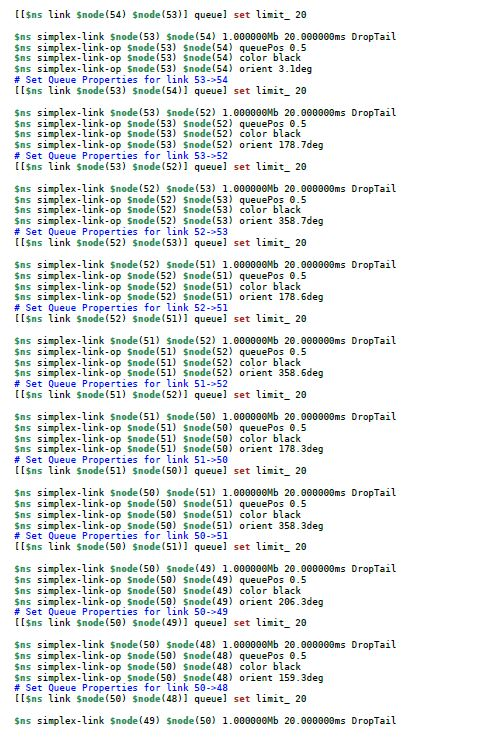 [[$ns link $node(54) $node(53)] queue] set limit_ 20
$ns simplex-link $node(53) $node(54) 1.000000Mb 20.000000ms DropTail
$ns simplex-link-op $node(53) $node(54) queuePos 0.5
$ns simplex-link-op $node(53) $node(54) color black
$ns simplex-link-op $node(53) $node(54) orient 3.1deg
# Set Queue Properties for link 53->54
[[$ns link $node(53) $node(54)] queue] set limit_ 20
$ns simplex-link $node(53) $node(52) 1.000000Mb 20.000000ms DropTail
$ns simplex-link-op $node(53) $node(52) queuePos 0.5
$ns simplex-link-op $node(53) $node(52) color black
$ns simplex-link-op $node(53) $node(52) orient 178.7deg
# Set Queue Properties for link 53->52
[[$ns link $node(53) $node(52)] queue] set limit_ 20
$ns simplex-link $node(52) $node(53) 1.000000Mb 20.000000ms DropTail
$ns simplex-link-op $node(52) $node(53) queuePos 0.5
$ns simplex-link-op $node(52) $node(53) color black
$ns simplex-link-op $node(52) $node(53) orient 358.7deg
# Set Queue Properties for link 52->53
[[$ns link $node(52) $node(53)] queue] set limit_ 20
$ns simplex-link $node(52) $node(51) 1.000000Mb 20.000000ms DropTail
$ns simplex-link-op $node(52) $node(51) queuePos 0.5
$ns simplex-link-op $node(52) $node(51) color black
$ns simplex-link-op $node(52) $node(51) orient 178.6deg
# Set Queue Properties for link 52->51
[[$ns link $node(52) $node(51)] queue] set limit_ 20
$ns simplex-link $node(51) $node(52) 1.000000Mb 20.000000ms DropTail
$ns simplex-link-op $node(51) $node(52) queuePos 0.5
$ns simplex-link-op $node(51) $node(52) color black
$ns simplex-link-op $node(51) $node(52) orient 358.6deg
# Set Queue Properties for link 51->52
[[$ns link $node(51) $node(52)] queue] set limit_ 20
$ns simplex-link $node(51) $node(50) 1.000000Mb 20.000000ms DropTail
$ns simplex-link-op $node(51) $node(50) queuePos 0.5
$ns simplex-link-op $node(51) $node(50) color black
$ns simplex-link-op $node(51) $node(50) orient 178.3deg
# Set Queue Properties for link 51->50
[[$ns link $node(51) $node(50)] queue] set limit_ 20
$ns simplex-link $node(50) $node(51) 1.000000Mb 20.000000ms DropTail
$ns simplex-link-op $node(50) $node(51) queuePos 0.5
$ns simplex-link-op $node(50) $node(51) color black
$ns simplex-link-op $node(50) $node(51) orient 358.3deg
# Set Queue Properties for link 50->51
[[$ns link $node(50) $node(51)] queue] set limit_ 20
$ns simplex-link $node(50) $node(49) 1.000000Mb 20.000000ms DropTail
$ns simplex-link-op $node(50) $node(49) queuePos 0.5
$ns simplex-link-op $node(50) $node(49) color black
$ns simplex-link-op $node(50) $node(49) orient 206.3deg
# Set Queue Properties for link 50->49
[[$ns link $node(50) $node(49)] queue] set limit_ 20
$ns simplex-link $node(50) $node(48) 1.000000Mb 20.000000ms DropTail
$ns simplex-link-op $node(50) $node(48) queuePos 0.5
$ns simplex-link-op $node(50) $node(48) color black
$ns simplex-link-op $node(50) $node(48) orient 159.3deg
# Set Queue Properties for link 50->48
[[$ns link $node(50) $node(48)] queue] set limit_ 20
$ns simplex-link $node(49) $node(50) 1.000000Mb 20.000000ms DropTail